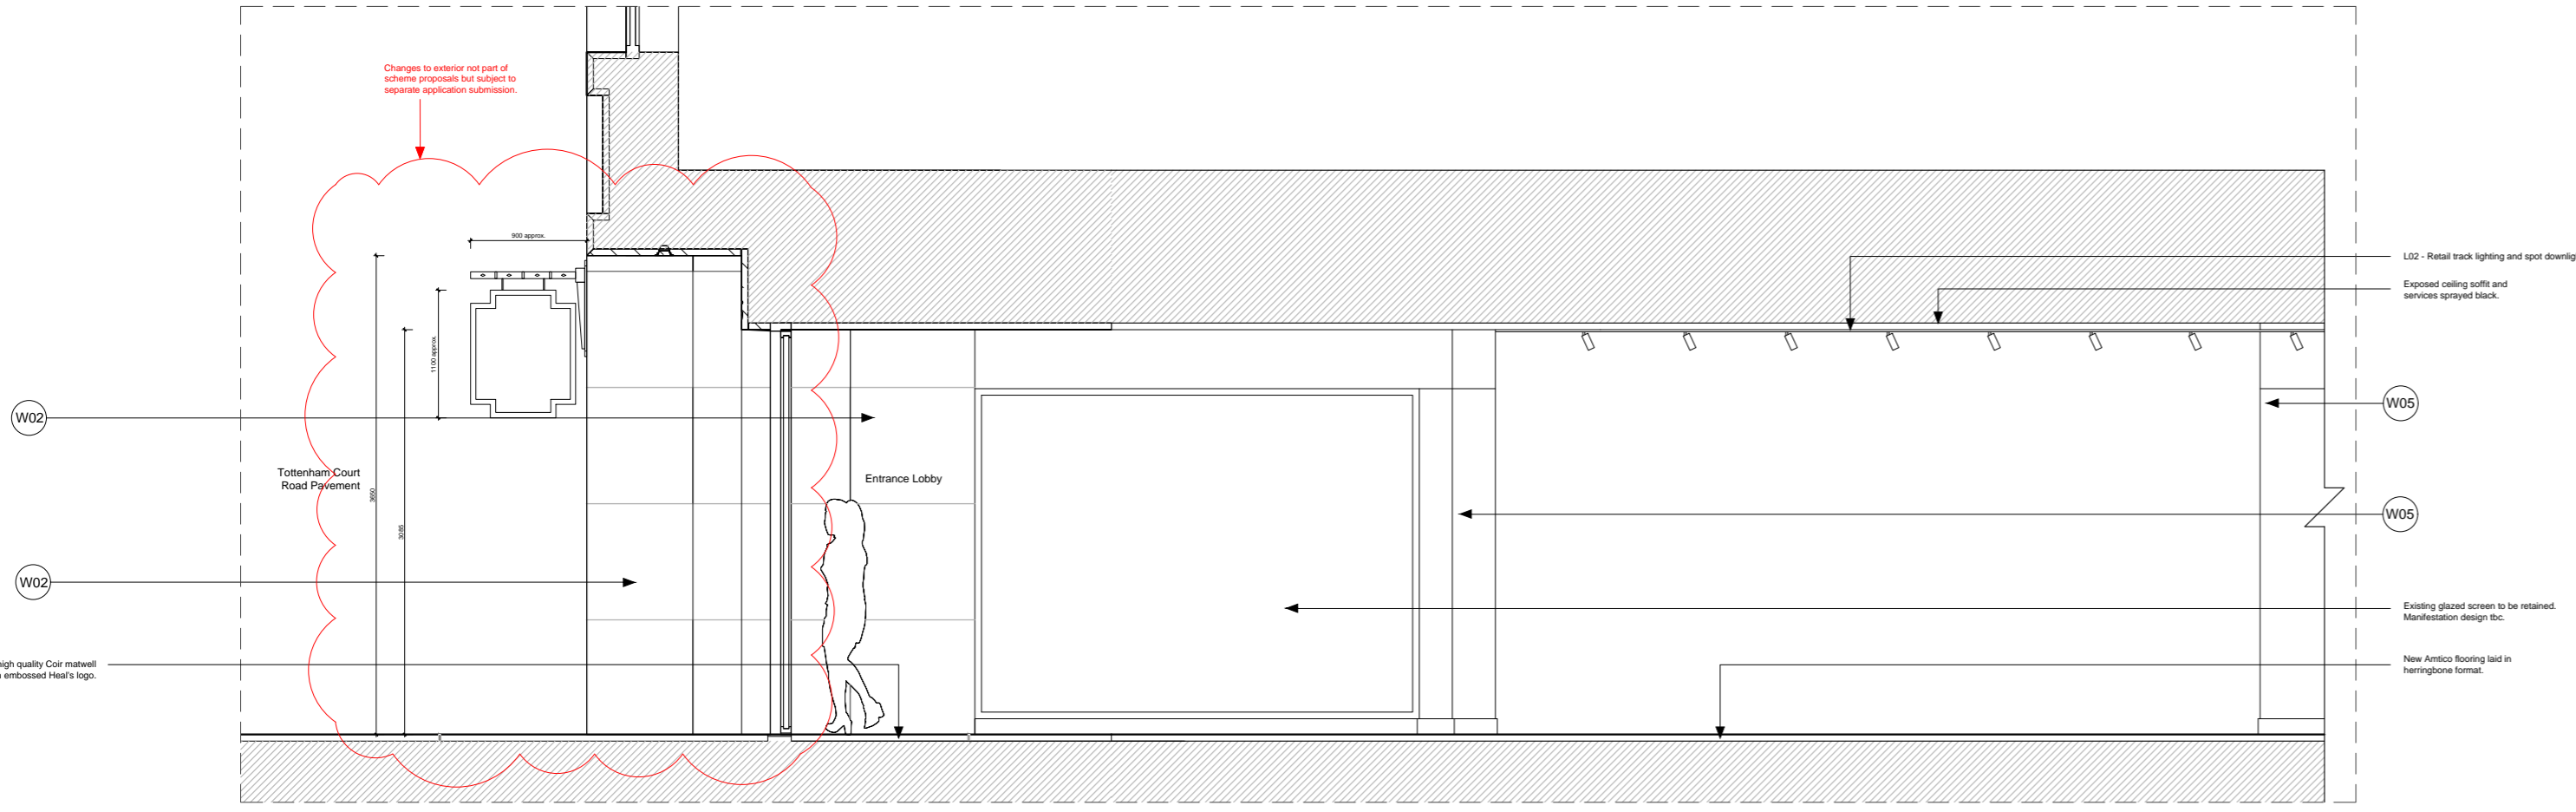 Changes to exterior not part of
scheme proposals but subject to
separate application submission.
900 approx.
1100 approx.
3650
3085
W02
Tottenham Court
Road Pavement
Entrance Lobby
W02
high quality Coir matwell
embossed Heal's logo.
L02 - Retail track lighting and spot
Exposed ceiling soffit and
services sprayed black.
W05
W05
Existing glazed screen to be retained.
Manifestation design tbc.
New Amtico flooring laid in
herringbone format.